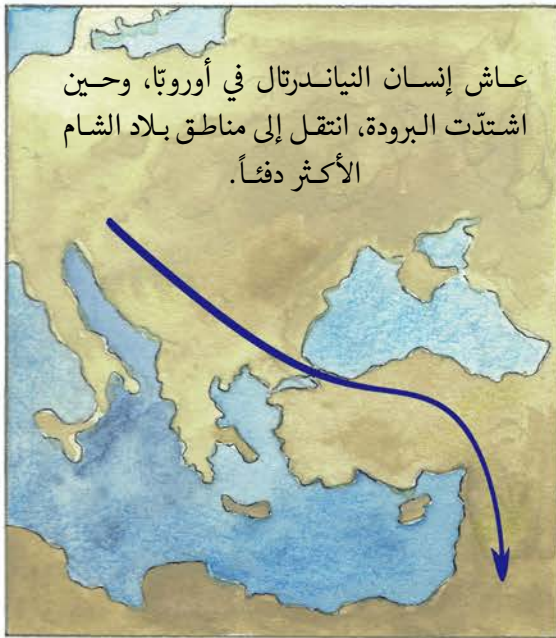 عاش إنسان النياندرتال في أوروبّا، وحين
اشتدّت البرودة، انتقل إلى مناطق بلاد الشام
الأكثر دفئاً.